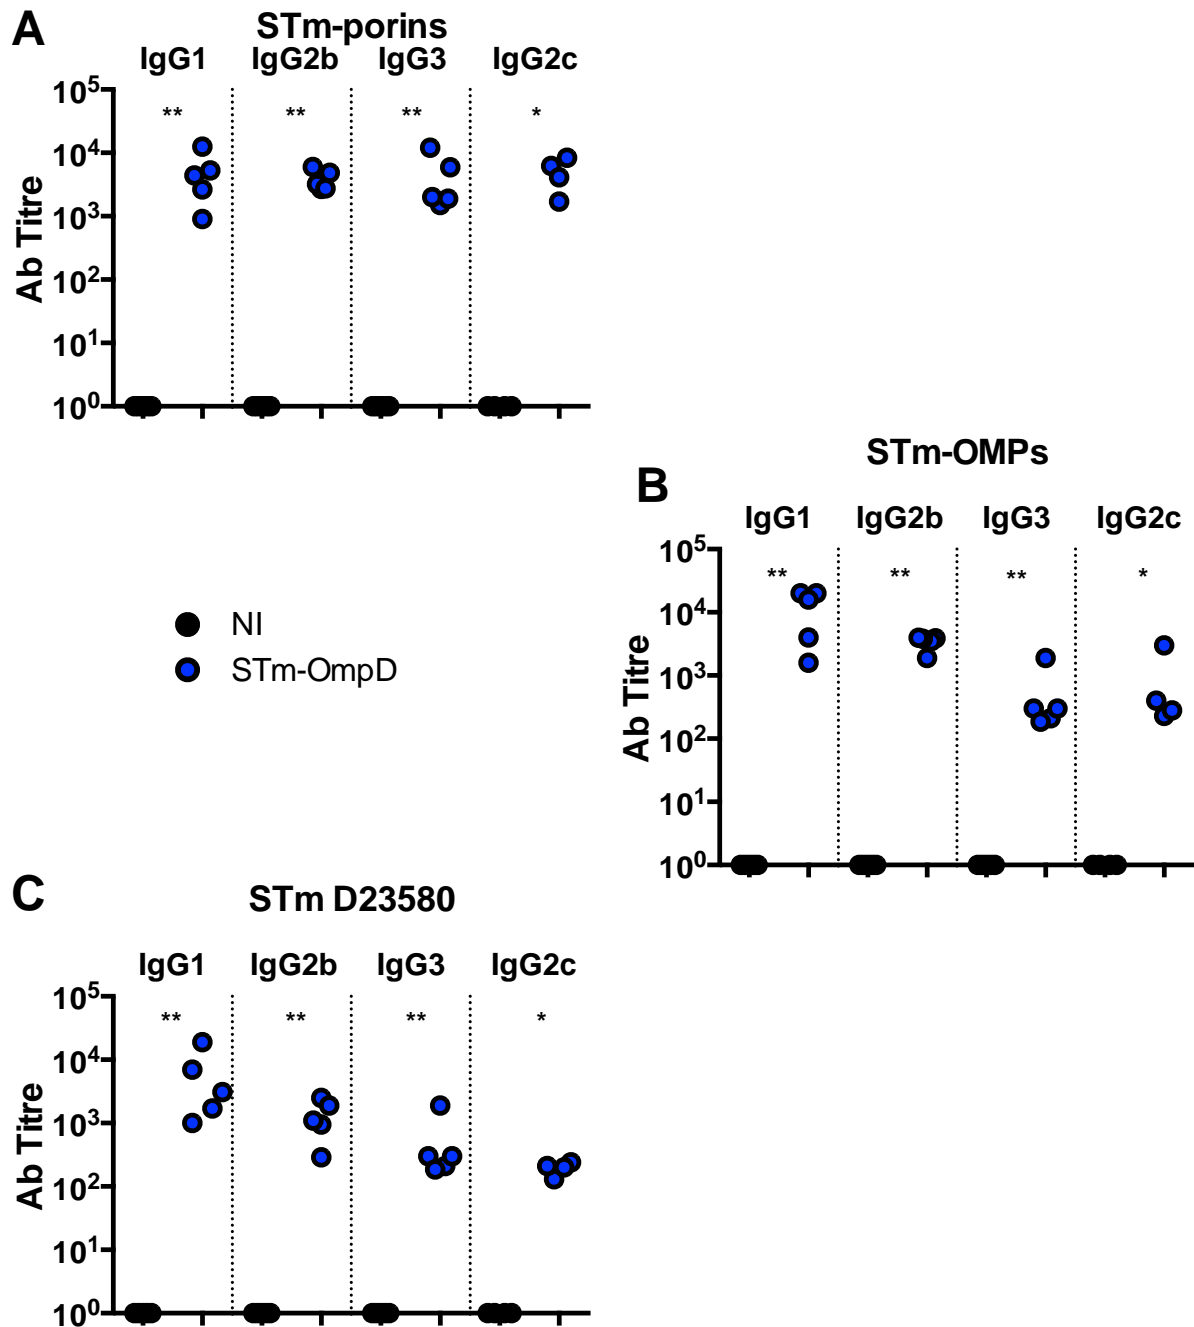 A
STm-porins
IgG1 IgG2b IgG3 IgG2c
** ** ** *
10⁵
10⁴
10³
10²
10¹
10⁰
Ab Titre
NI
STm-OmpD
B
STm-OMPs
IgG1 IgG2b IgG3 IgG2c
** ** ** *
10⁵
10⁴
10³
10²
10¹
10⁰
Ab Titre
C
STm D23580
IgG1 IgG2b IgG3 IgG2c
** ** ** *
10⁵
10⁴
10³
10²
10¹
10⁰
Ab Titre